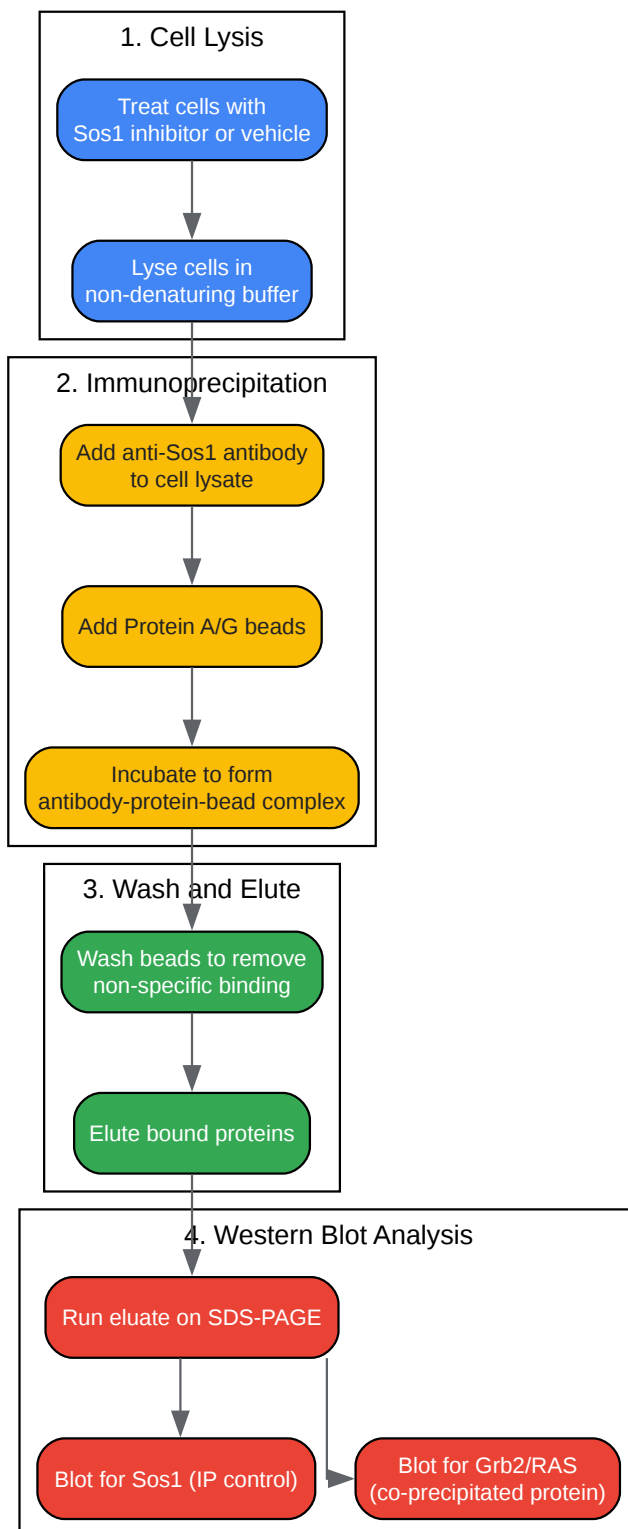 1. Cell Lysis
Treat cells with
Sos1 inhibitor or vehicle
Lyse cells in
non-denaturing buffer
2. Immunoprecipitation
Add anti-Sos1 antibody
to cell lysate
Add Protein A/G beads
Incubate to form
antibody-protein-bead complex
3. Wash and Elute
Wash beads to remove
non-specific binding
Elute bound proteins
4. Western Blot Analysis
Run eluate on SDS-PAGE
Blot for Sos1 (IP control)
Blot for Grb2/RAS
(co-precipitated protein)